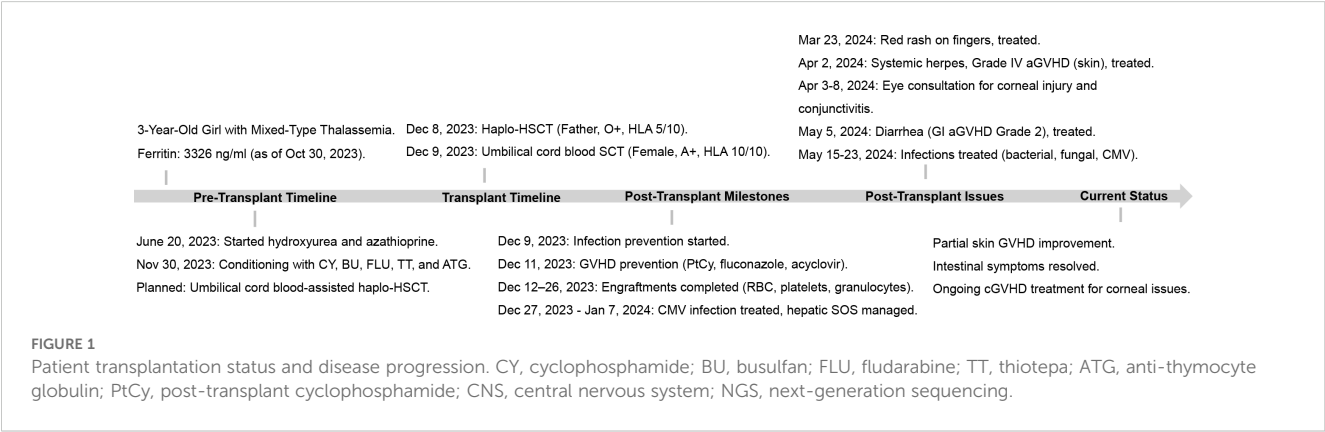 Mar 23, 2024: Red rash on fingers, treated.
Apr 2, 2024: Systemic herpes, Grade IV aGVHD (skin), treated.
Apr 3-8, 2024: Eye consultation for corneal injury and
conjunctivitis.
May 5, 2024: Diarrhea (GI aGVHD Grade 2), treated.
May 15-23, 2024: Infections treated (bacterial, fungal, CMV).
3-Year-Old Girl with Mixed-Type Thalassemia.
Ferritin: 3326 ng/ml (as of Oct 30, 2023).
Dec 8, 2023: Haplo-HSCT (Father, O+, HLA 5/10).
Dec 9, 2023: Umbilical cord blood SCT (Female, A+, HLA 10/10).
Pre-Transplant Timeline
Transplant Timeline
Post-Transplant Milestones
Post-Transplant Issues
Current Status
June 20, 2023: Started hydroxyurea and azathioprine.
Nov 30, 2023: Conditioning with CY, BU, FLU, TT, and ATG.
Planned: Umbilical cord blood-assisted haplo-HSCT.
Dec 9, 2023: Infection prevention started.
Dec 11, 2023: GVHD prevention (PtCy, fluconazole, acyclovir).
Dec 12–26, 2023: Engraftments completed (RBC, platelets, granulocytes).
Dec 27, 2023 - Jan 7, 2024: CMV infection treated, hepatic SOS managed.
Partial skin GVHD improvement.
Intestinal symptoms resolved.
Ongoing cGVHD treatment for corneal issues.
FIGURE 1
Patient transplantation status and disease progression. CY, cyclophosphamide; BU, busulfan; FLU, fludarabine; TT, thiotepa; ATG, anti-thymocyte
globulin; PtCy, post-transplant cyclophosphamide; CNS, central nervous system; NGS, next-generation sequencing.